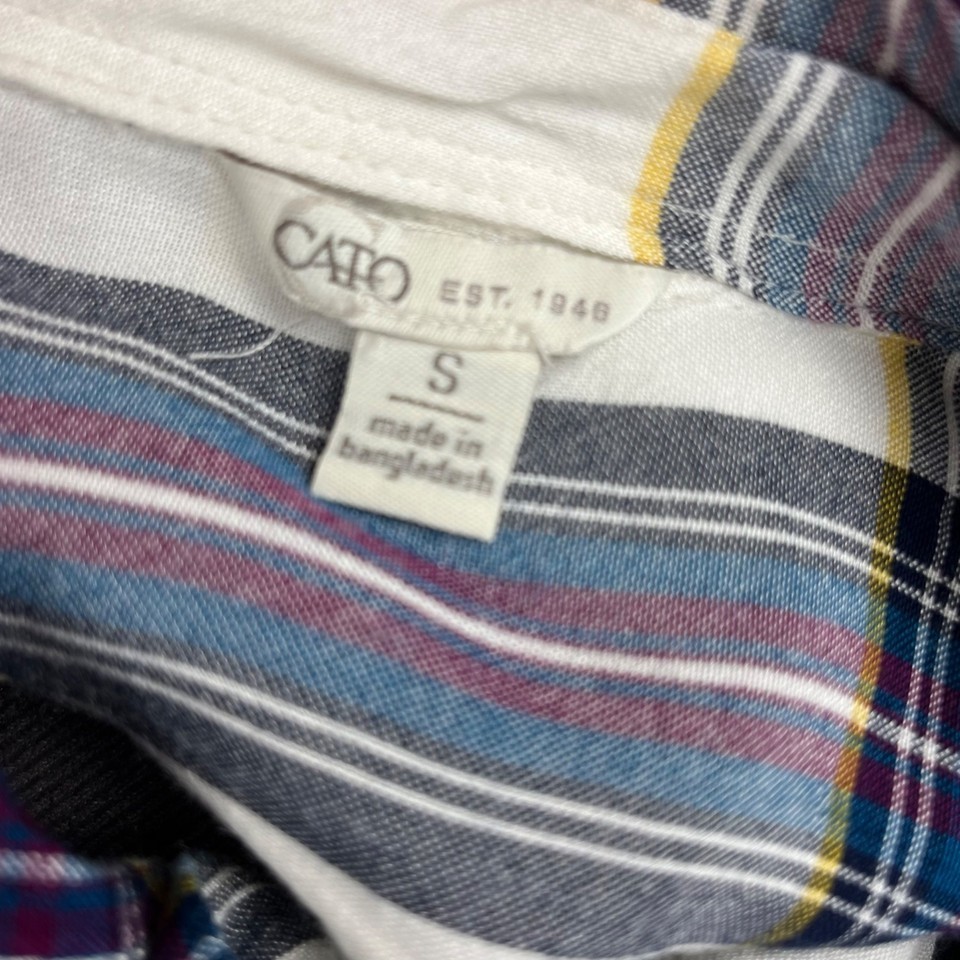 CATO EST. 1946
S
made in
bangladesh